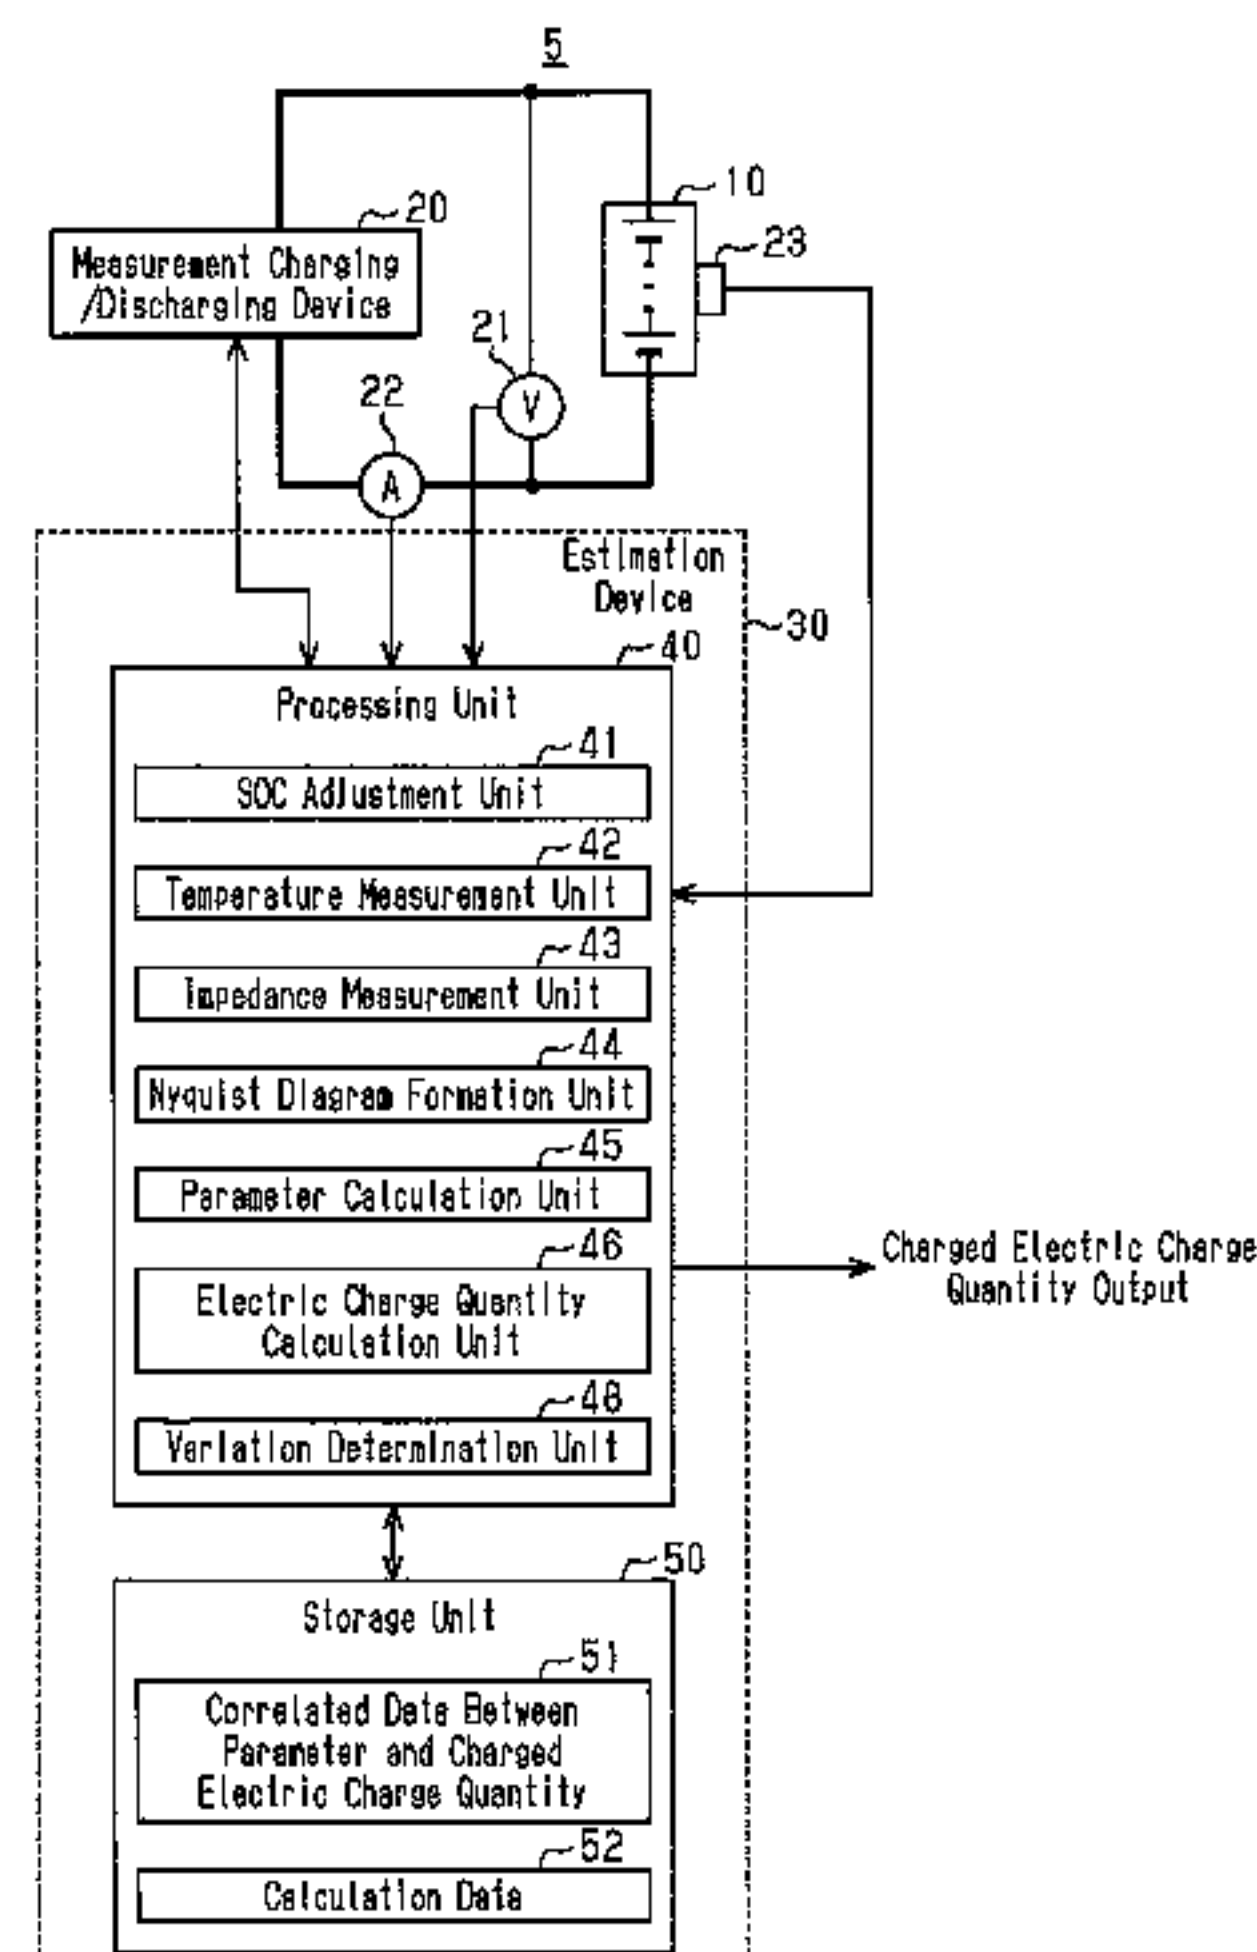 5
10
20
23
Measurement Charging
/Discharging Device
21
V
22
A
Estimation
Device
30
40
Processing Unit
41
SOC Adjustment Unit
42
Temperature Measurement Unit
43
Impedance Measurement Unit
44
Nyquist Diagram Formation Unit
45
Parameter Calculation Unit
46
Electric Charge Quantity
Calculation Unit
Charged Electric Charge
Quantity Output
48
Variation Determination Unit
50
Storage Unit
51
Correlated Data Between
Parameter and Charged
Electric Charge Quantity
52
Calculation Data